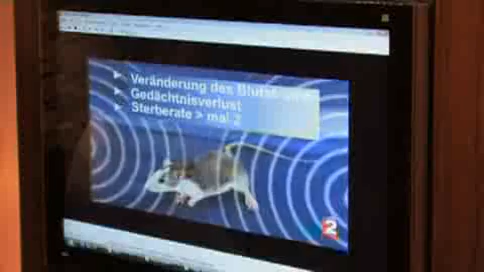 Veränderung des
Gedächtnisverlust
Sterberate > mal 2
2